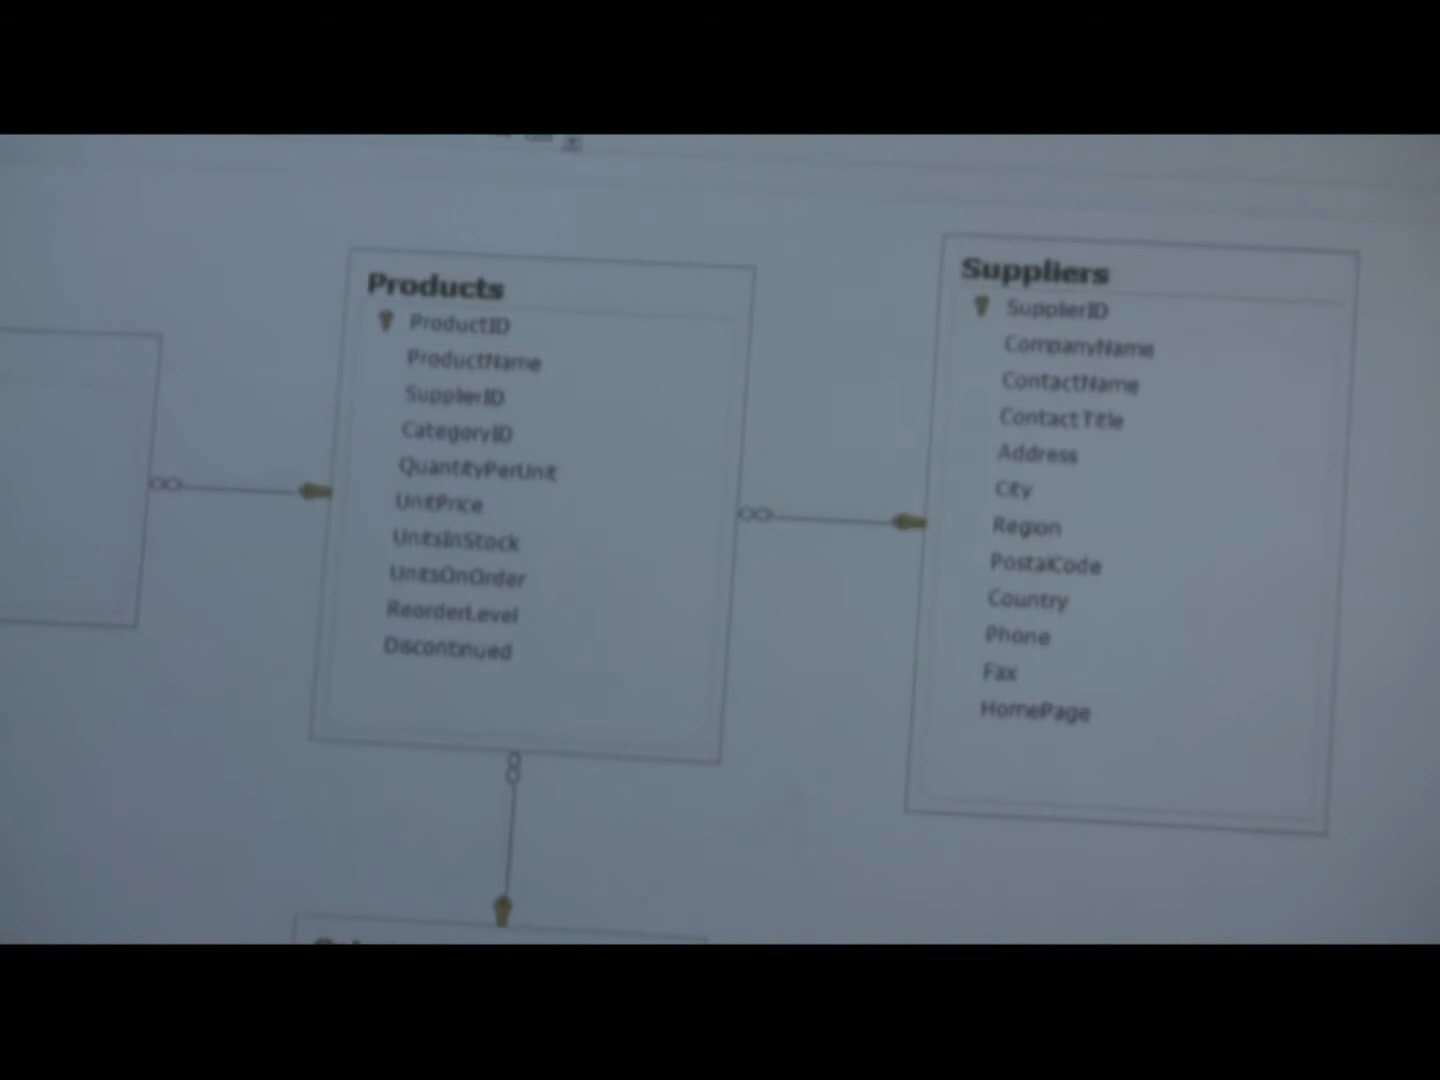 Products
ProductID
ProductName
SupplierID
CategoryID
QuantityPerUnit
UnitPrice
UnitsInStock
UnitsOnOrder
ReorderLevel
Discontinued
Suppliers
SupplierID
CompanyName
ContactName
ContactTitle
Address
City
Region
PostalCode
Country
Phone
Fax
HomePage